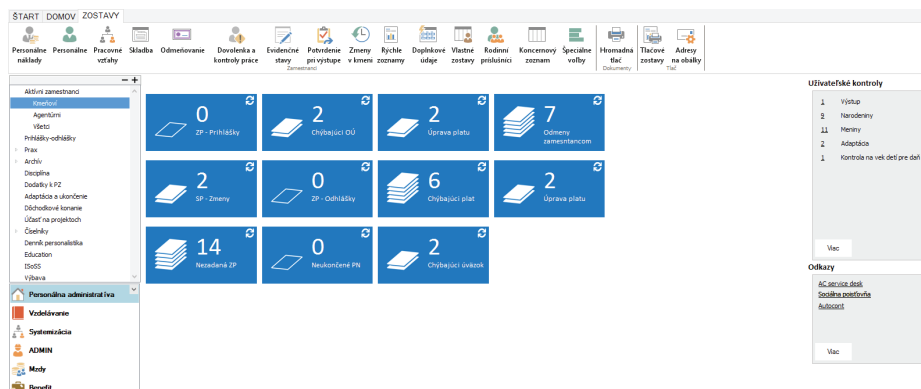 ŠTART DOMOV ZOSTAVY
Personálne náklady
Personálne
Pracovné vzťahy
Skladba
Odmeňovanie
Dovolenka a kontroly práce
Evidenčné stavy
Potvrdenie pri výstupe
Zmeny v kmeni
Rýchle zoznamy
Doplnkové údaje
Vlastné zostavy
Rodinní príslušníci
Koncernový zoznam
Špeciálne voľby
Hromadná tlač
Tlačové zostavy
Adresy na obálky
Zamestnanci
Dokumenty
Tlač
Aktívni zamestnanci
Kmeňoví
Agentúrni
Všetci
Prihlášky-odhlášky
Prax
Archív
Disciplína
Dodatky k PZ
Adaptácia a ukončenie
Dôchodkové konanie
Účasť na projektoch
Číselníky
Denník personalistika
Education
ISoSS
Výbava
Personálna administratíva
Vzdelávanie
Systemizácia
ADMIN
Mzdy
Benefit
0
ZP - Prihlášky
2
Chýbajúci OÚ
2
Úprava platu
7
Odmeny zamesntancom
2
SP - Zmeny
0
ZP - Odhlášky
6
Chýbajúci plat
2
Úprava platu
14
Nezadaná ZP
0
Neukončené PN
2
Chýbajúci úväzok
Užívateľské kontroly
1 Výstup
9 Narodeniny
11 Meniny
2 Adaptácia
1 Kontrola na vek detí pre daň
Viac
Odkazy
AC service desk
Sociálna poisťovňa
Autocont
Viac